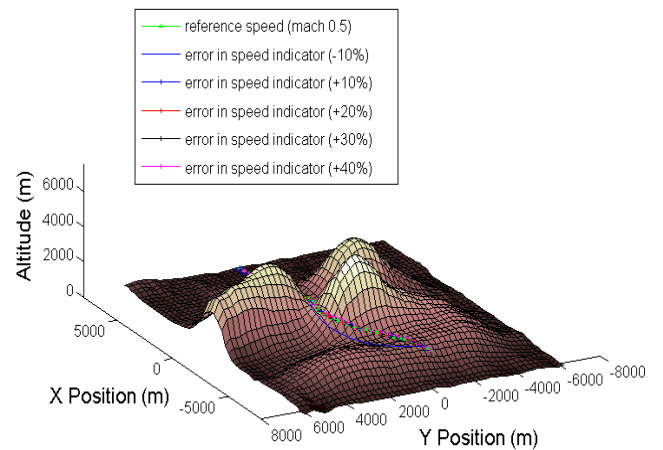 reference speed (mach 0.5)
error in speed indicator (-10%)
error in speed indicator (+10%)
error in speed indicator (+20%)
error in speed indicator (+30%)
error in speed indicator (+40%)
Altitude (m)
6000
4000
2000
0
5000
0
-5000
X Position (m)
8000
6000
4000
2000
0
-2000
-4000
-6000
-8000
Y Position (m)